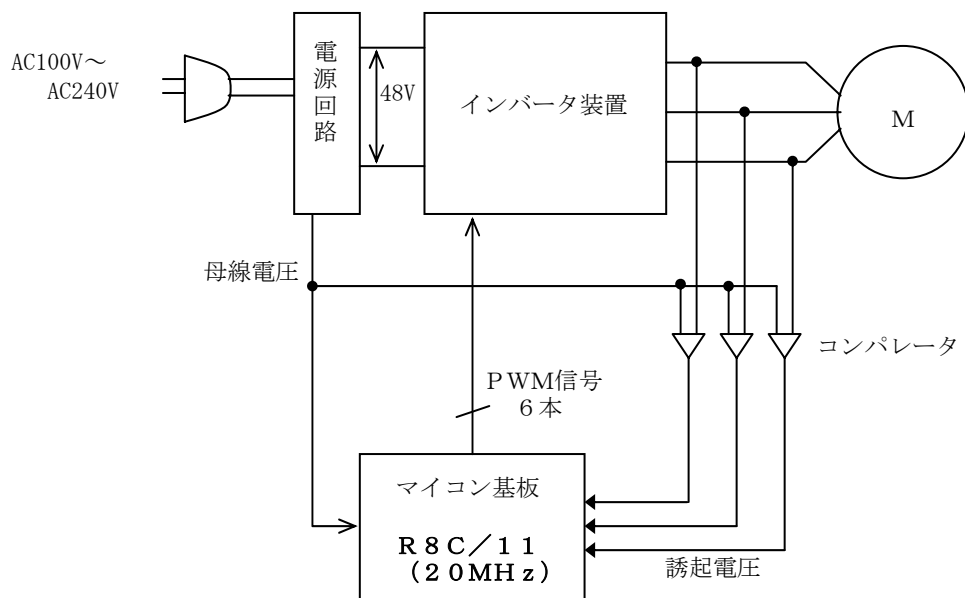 AC100V～
AC240V
電源回路
48V
インバータ装置
M
母線電圧
コンパレータ
PWM信号
６本
マイコン基板
Ｒ８Ｃ／１１
（２０MHｚ）
誘起電圧